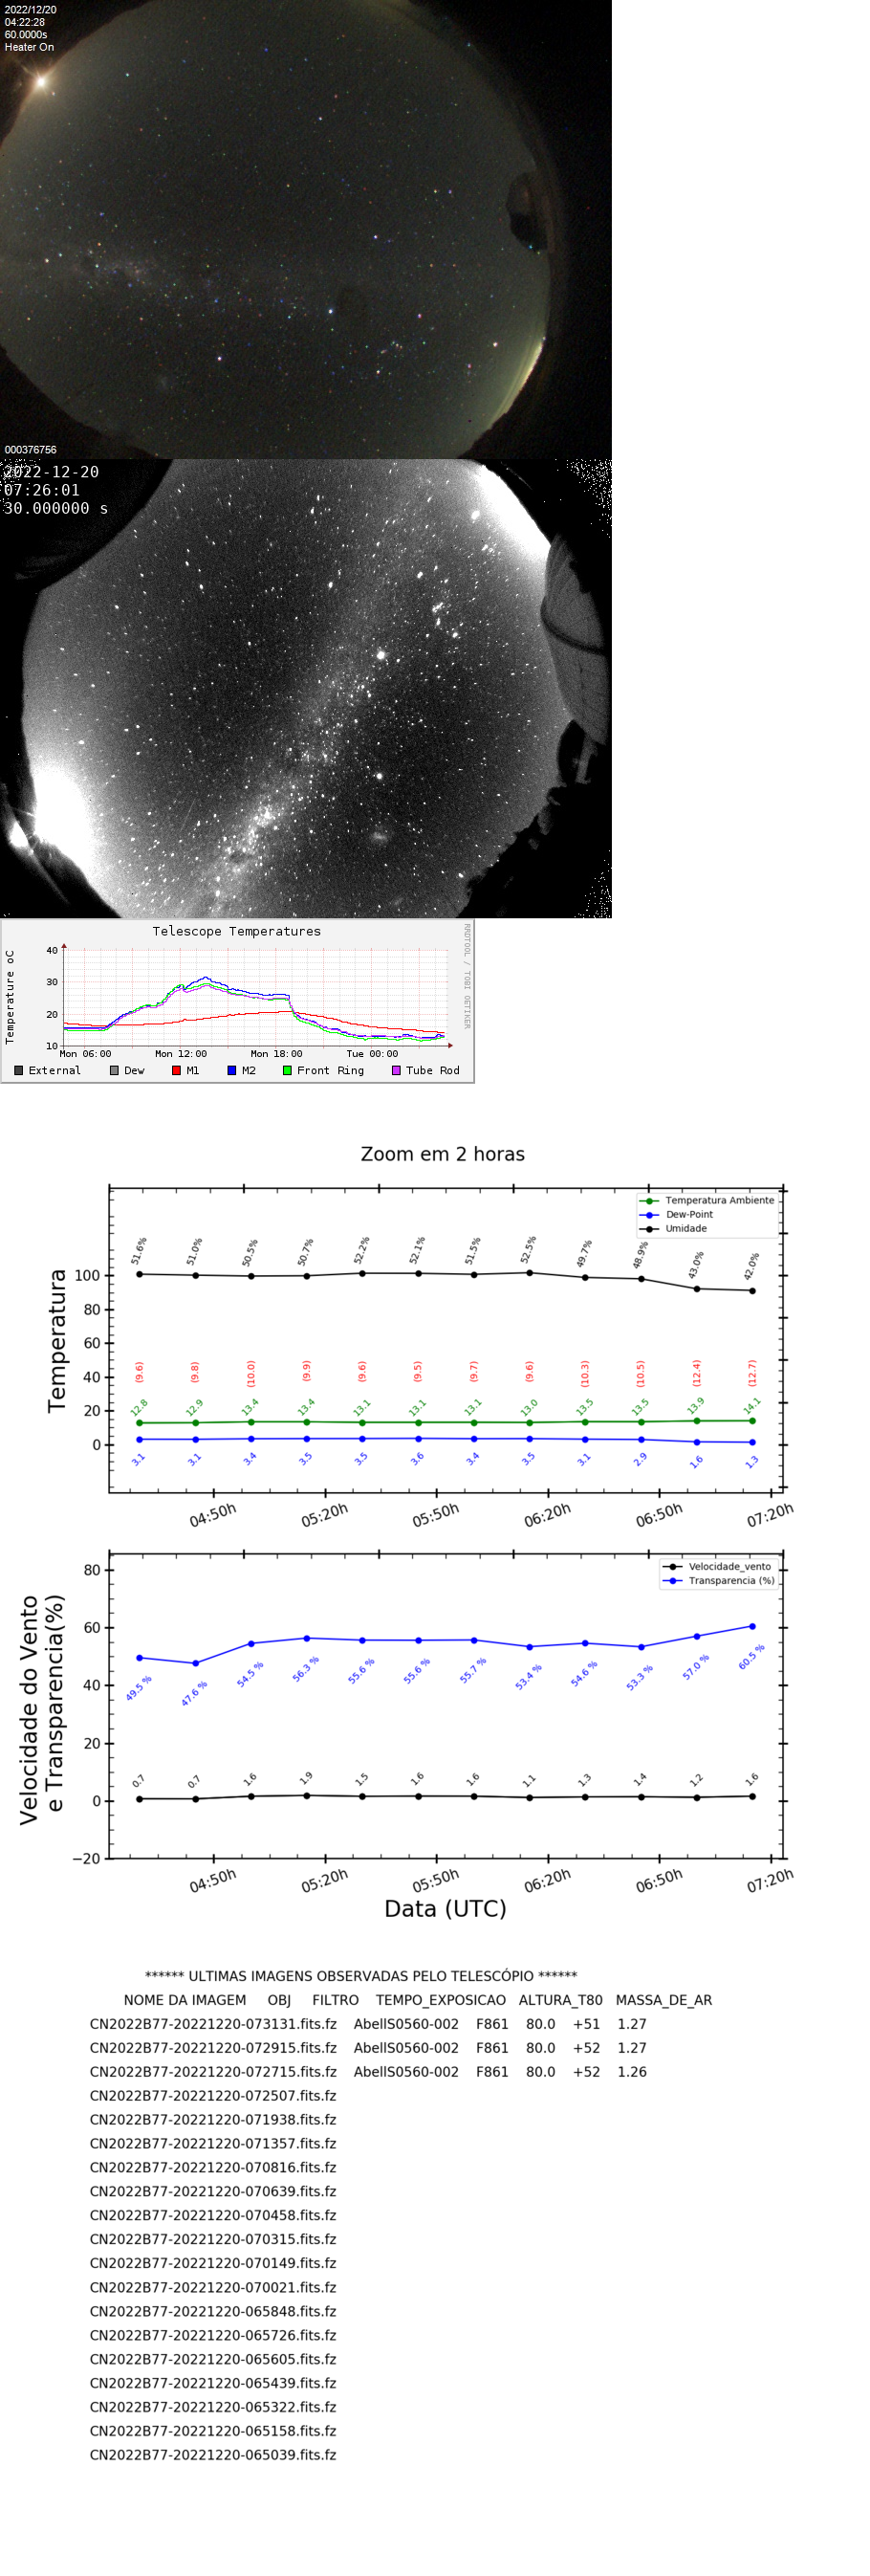 2022/12/20
04:22:28
60.0000s
Heater On
000376756
2022-12-20
07:26:01
30.000000 s
Telescope Temperatures
RRDTOOL / TOBI OETIKER
Temperature oC
40
30
20
10
Mon 06:00 Mon 12:00 Mon 18:00 Tue 00:00
External Dew M1 M2 Front Ring Tube Rod
Zoom em 2 horas
Temperatura Ambiente
Dew-Point
Umidade
Temperatura
100
80
60
40
20
0
51.6% 51.0% 50.5% 50.7% 52.2% 52.1% 51.5% 52.5% 49.7% 48.9% 43.0% 42.0%
(9.6) (9.8) (10.0) (9.9) (9.6) (9.5) (9.7) (9.6) (10.3) (10.5) (12.4) (12.7)
12.8 12.9 13.4 13.4 13.1 13.1 13.1 13.0 13.5 13.5 13.9 14.1
3.1 3.1 3.4 3.5 3.5 3.6 3.4 3.5 3.1 2.9 1.6 1.3
04:50h 05:20h 05:50h 06:20h 06:50h 07:20h
Velocidade_vento
Transparencia (%)
Velocidade do Vento
e Transparencia(%)
80
60
40
20
0
−20
49.5 % 47.6 % 54.5 % 56.3 % 55.6 % 55.6 % 55.7 % 53.4 % 54.6 % 53.3 % 57.0 % 60.5 %
0.7 0.7 1.6 1.9 1.5 1.6 1.6 1.1 1.3 1.4 1.2 1.6
04:50h 05:20h 05:50h 06:20h 06:50h 07:20h
Data (UTC)
****** ULTIMAS IMAGENS OBSERVADAS PELO TELESCÓPIO ******
NOME DA IMAGEM OBJ FILTRO TEMPO_EXPOSICAO ALTURA_T80 MASSA_DE_AR
CN2022B77-20221220-073131.fits.fz AbellS0560-002 F861 80.0 +51 1.27
CN2022B77-20221220-072915.fits.fz AbellS0560-002 F861 80.0 +52 1.27
CN2022B77-20221220-072715.fits.fz AbellS0560-002 F861 80.0 +52 1.26
CN2022B77-20221220-072507.fits.fz
CN2022B77-20221220-071938.fits.fz
CN2022B77-20221220-071357.fits.fz
CN2022B77-20221220-070816.fits.fz
CN2022B77-20221220-070639.fits.fz
CN2022B77-20221220-070458.fits.fz
CN2022B77-20221220-070315.fits.fz
CN2022B77-20221220-070149.fits.fz
CN2022B77-20221220-070021.fits.fz
CN2022B77-20221220-065848.fits.fz
CN2022B77-20221220-065726.fits.fz
CN2022B77-20221220-065605.fits.fz
CN2022B77-20221220-065439.fits.fz
CN2022B77-20221220-065322.fits.fz
CN2022B77-20221220-065158.fits.fz
CN2022B77-20221220-065039.fits.fz